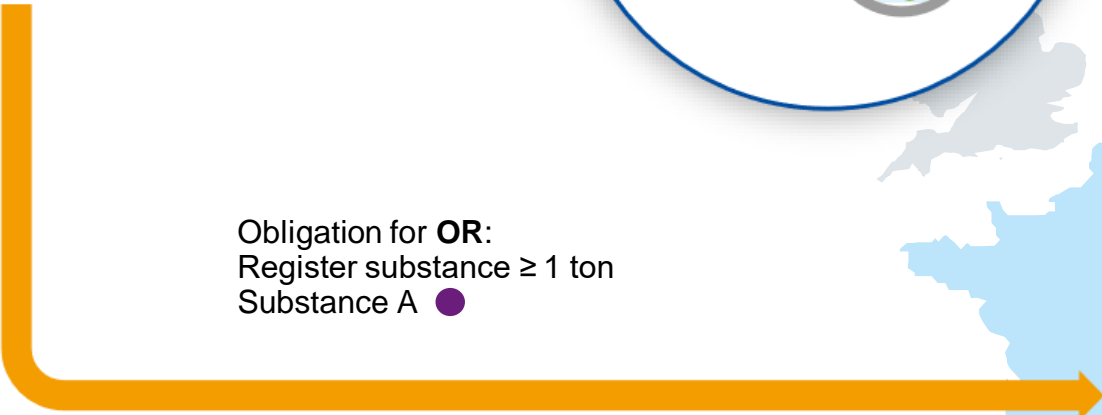 Obligation for OR:
Register substance ≥ 1 ton
Substance A